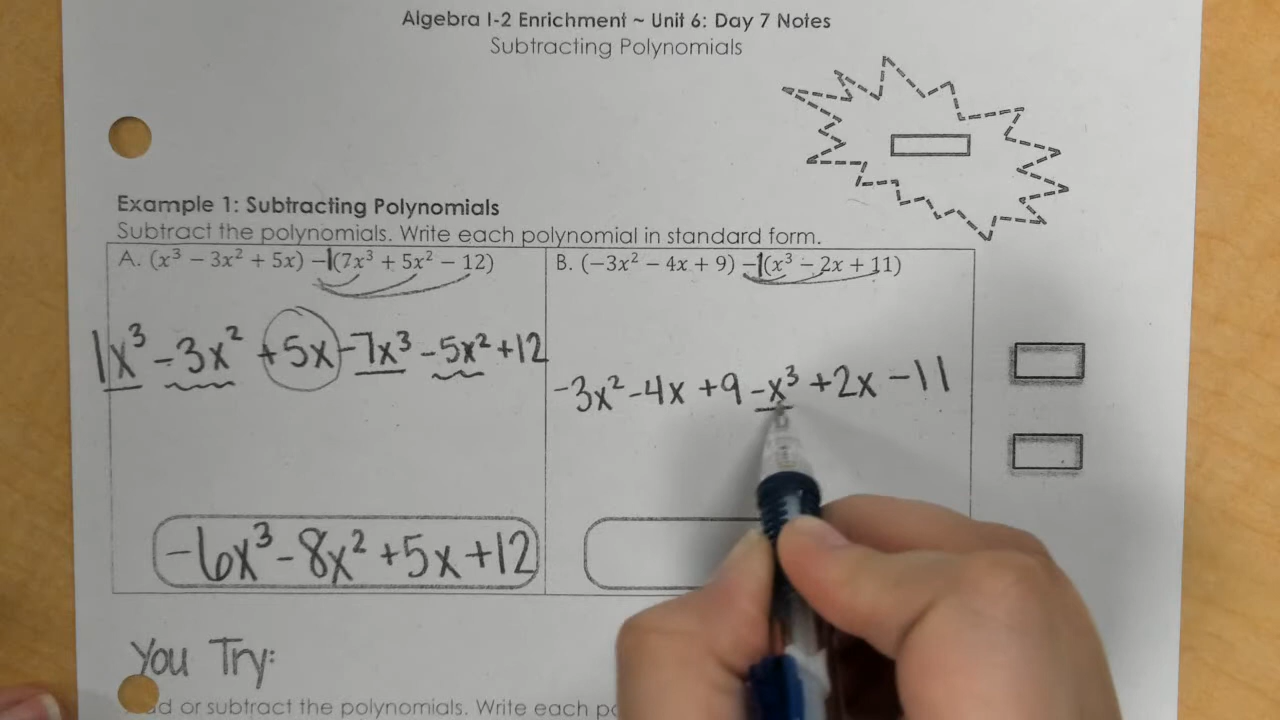 Algebra I-2 Enrichment ~ Unit 6: Day 7 Notes
Subtracting Polynomials
Example 1: Subtracting Polynomials
Subtract the polynomials. Write each polynomial in standard form.
A. (x³ − 3x² + 5x) −1(7x³ + 5x² − 12)
B. (−3x² − 4x + 9) −1(x³ − 2x + 11)
1x³ -3x² +5x -7x³ -5x² +12
-3x² -4x +9 -x³ +2x -11
-6x³ -8x² +5x +12
You Try:
or subtract the polynomials. Write each